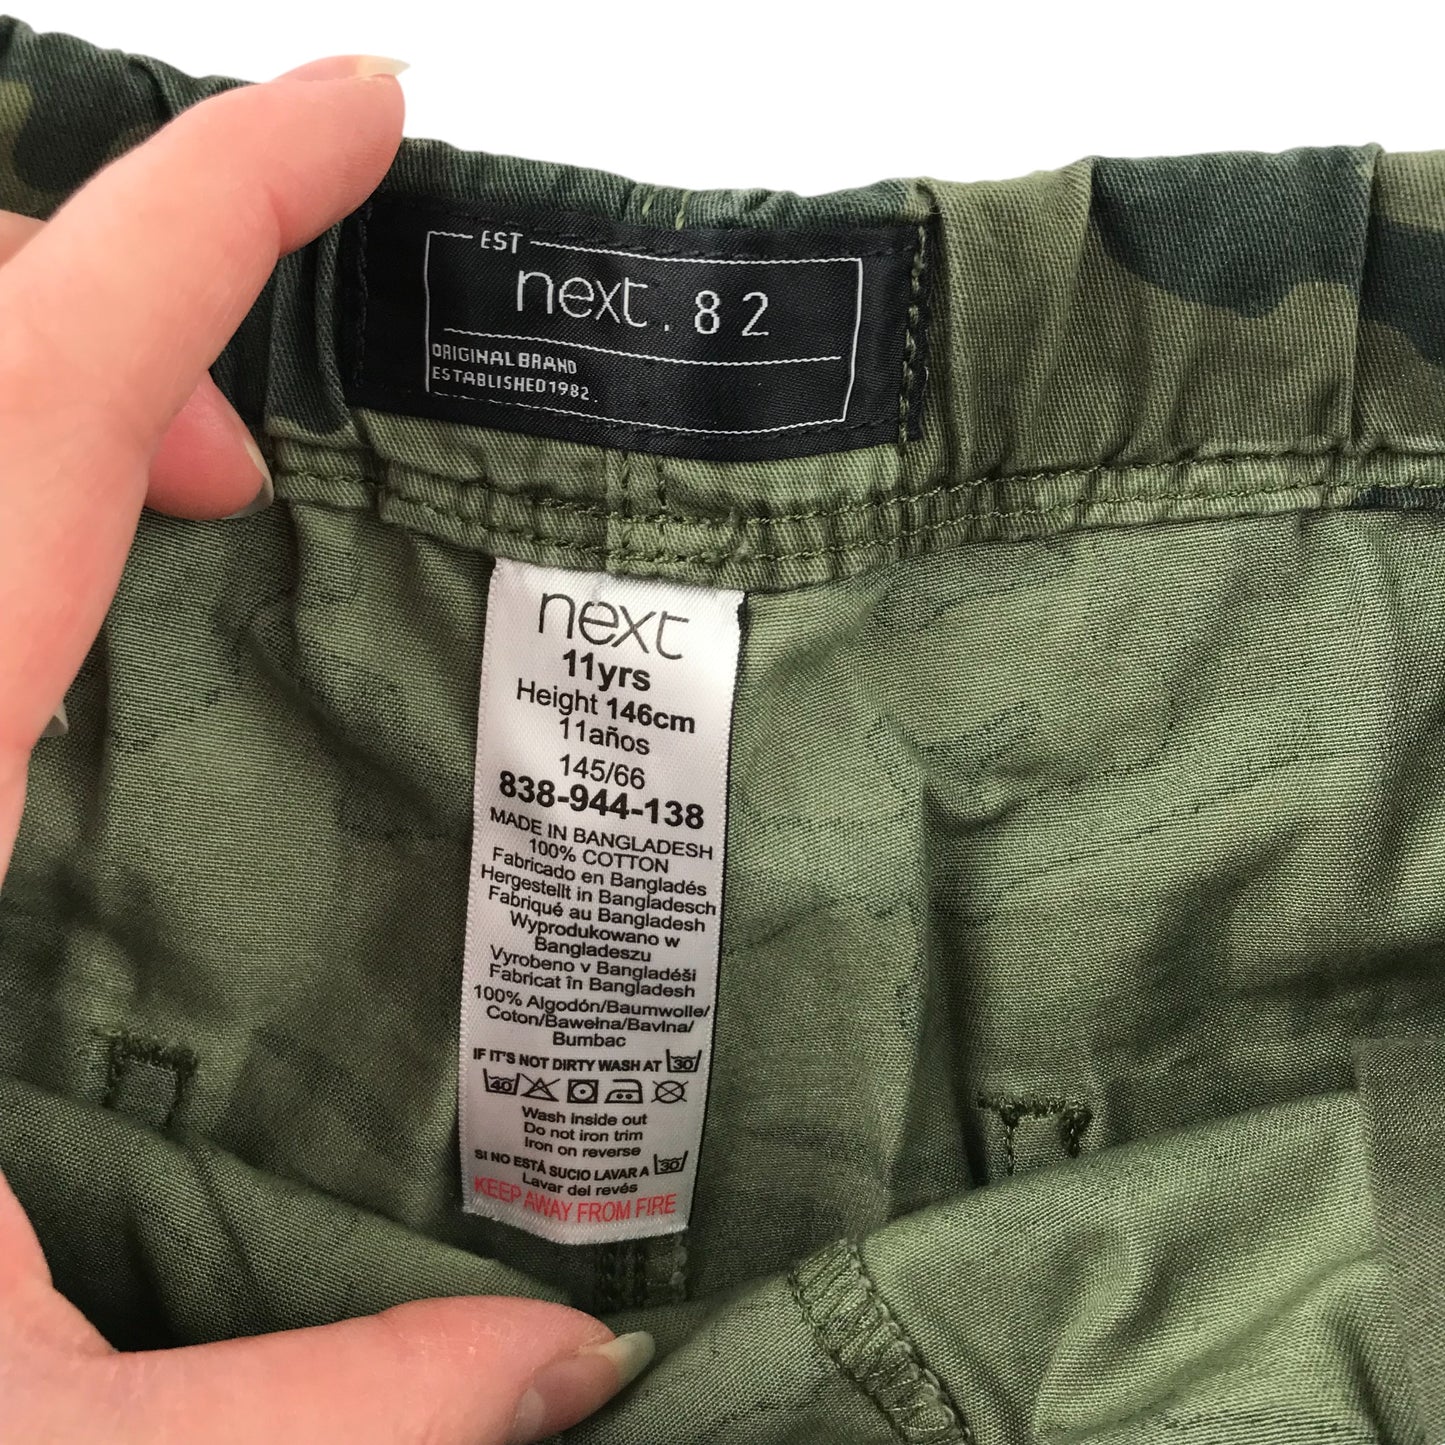 EST
next.82
ORIGINAL BRAND
ESTABLISHED 1982.
next
11yrs
Height 146cm
11años
145/66
838-944-138
MADE IN BANGLADESH
100% COTTON
Fabricado en Bangladés
Hergestellt in Bangladesch
Fabriqué au Bangladesh
Wyprodukowano w
Bangladeszu
Vyrobeno v Bangladéši
Fabricat în Bangladesh
100% Algodón/Baumwolle/
Coton/Bawełna/Bavlna/
Bumbac
IF IT'S NOT DIRTY WASH AT 30
40
Wash inside out
Do not iron trim
Iron on reverse
SI NO ESTÁ SUCIO LAVAR A 30
Lavar del revés
KEEP AWAY FROM FIRE